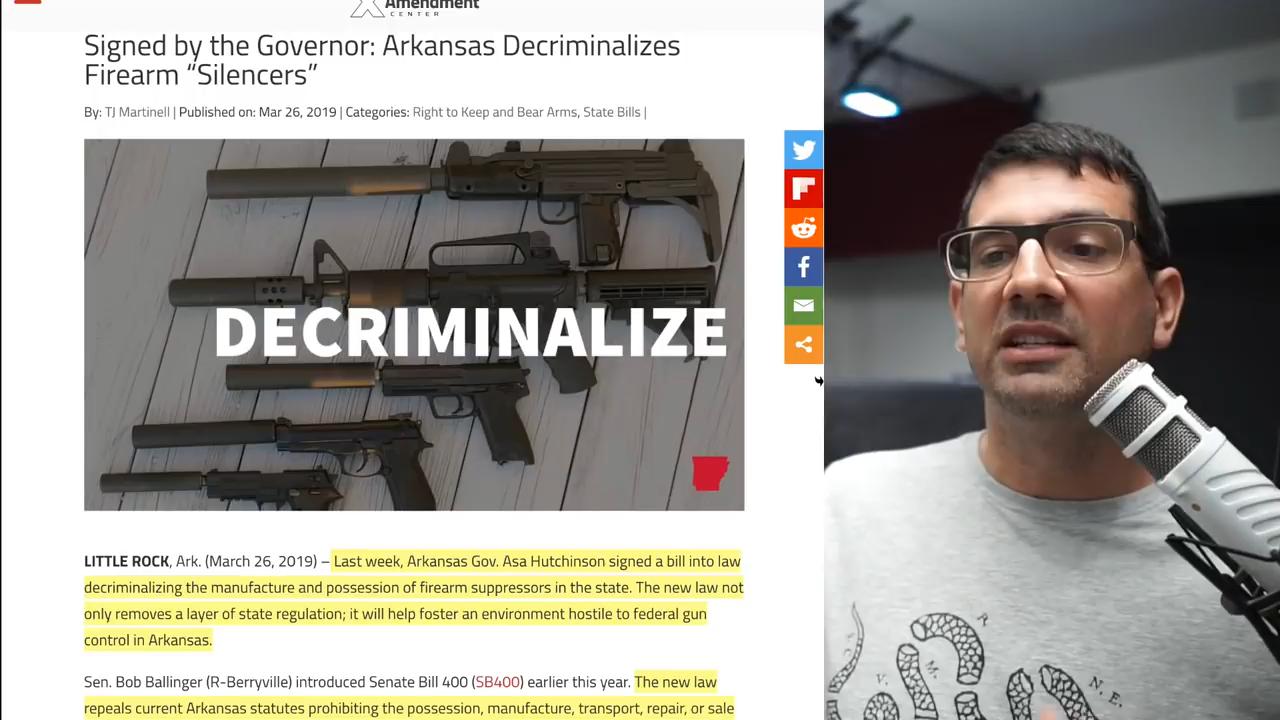 Amendment
CENTER
Signed by the Governor: Arkansas Decriminalizes
Firearm “Silencers”
By: TJ Martinell | Published on: Mar 26, 2019 | Categories: Right to Keep and Bear Arms, State Bills |
DECRIMINALIZE
LITTLE ROCK, Ark. (March 26, 2019) – Last week, Arkansas Gov. Asa Hutchinson signed a bill into law
decriminalizing the manufacture and possession of firearm suppressors in the state. The new law not
only removes a layer of state regulation; it will help foster an environment hostile to federal gun
control in Arkansas.
Sen. Bob Ballinger (R-Berryville) introduced Senate Bill 400 (SB400) earlier this year. The new law
repeals current Arkansas statutes prohibiting the possession, manufacture, transport, repair, or sale
R.
M.
V.
N.E.